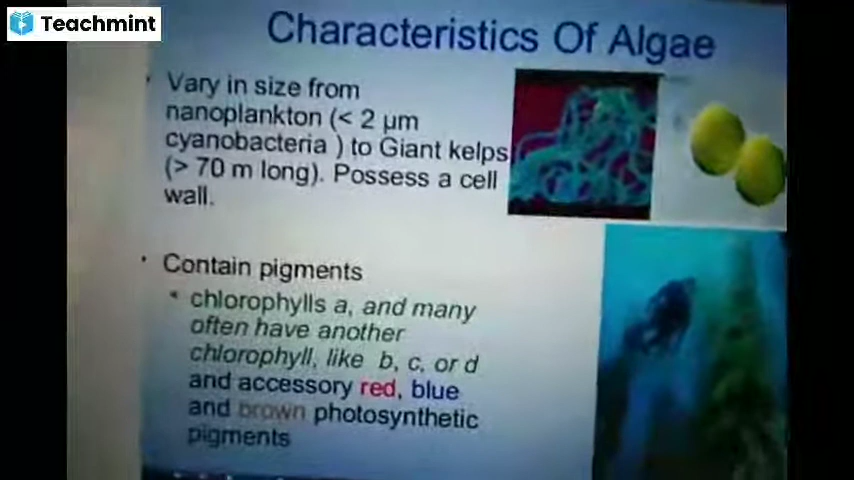 Teachmint
Characteristics Of Algae
Vary in size from
nanoplankton (< 2 µm
cyanobacteria ) to Giant kelps
(> 70 m long). Possess a cell
wall.
Contain pigments
chlorophylls a, and many
often have another
chlorophyll, like b, c, or d
and accessory red, blue
and brown photosynthetic
pigments